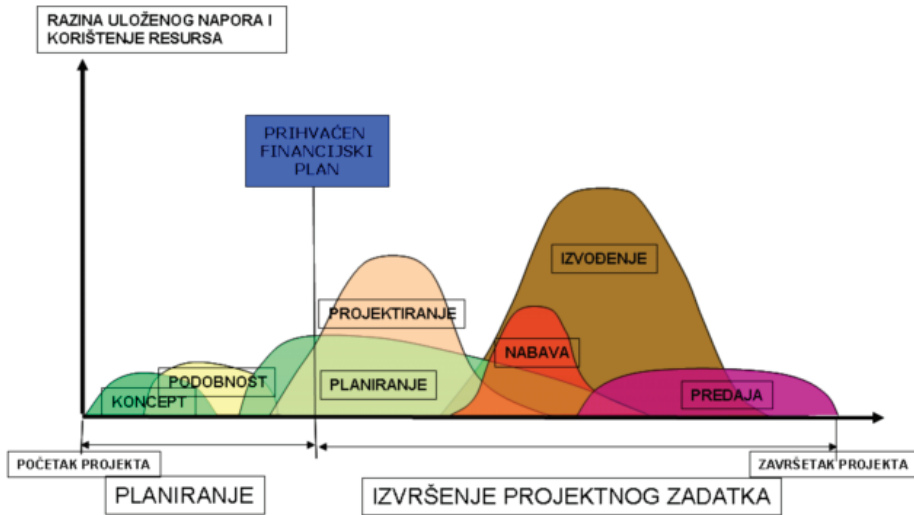 RAZINA ULOŽENOG NAPORA I
KORIŠTENJE RESURSA
PRIHVAĆEN
FINANCIJSKI
PLAN
IZVOĐENJE
PROJEKTIRANJE
NABAVA
PODOBNOST
PLANIRANJE
KONCEPT
PREDAJA
POČETAK PROJEKTA
ZAVRŠETAK PROJEKTA
PLANIRANJE
IZVRŠENJE PROJEKTNOG ZADATKA